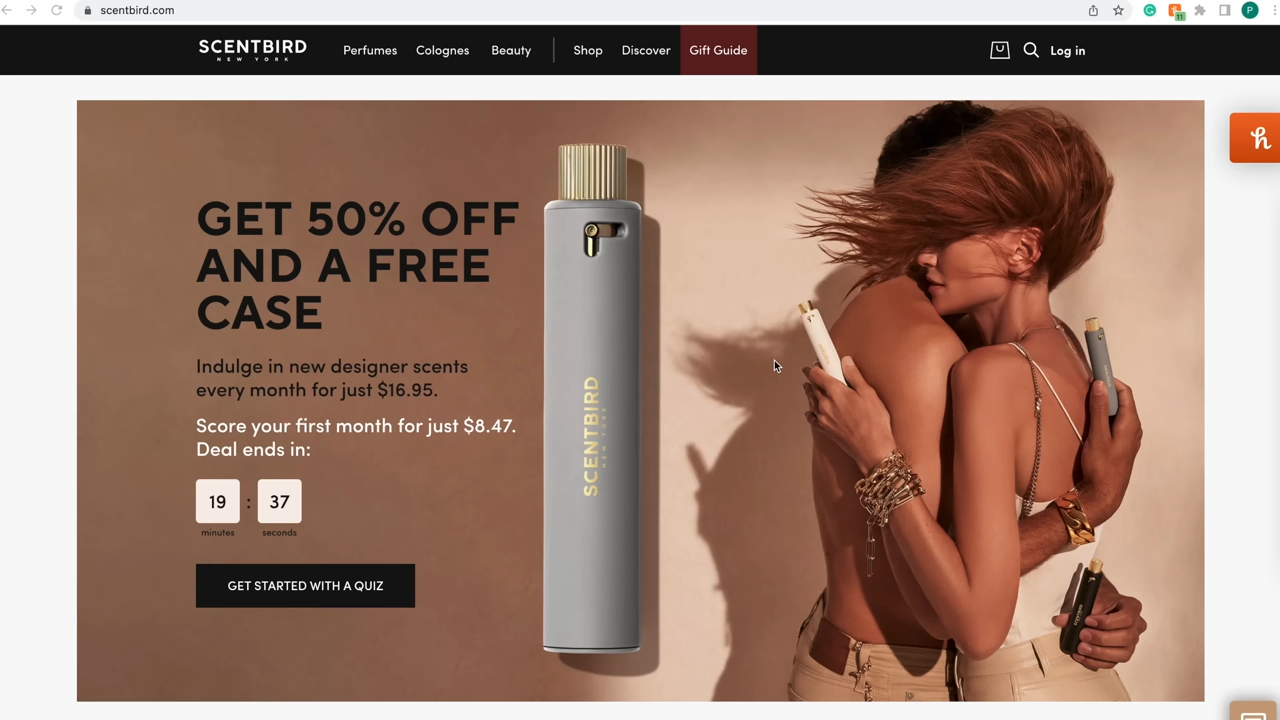 scentbird.com
11
P
SCENTBIRD
NEW YORK
Perfumes
Colognes
Beauty
Shop
Discover
Gift Guide
Log in
GET 50% OFF
AND A FREE
CASE
Indulge in new designer scents
every month for just $16.95.
Score your first month for just $8.47.
Deal ends in:
19 : 37
minutes seconds
GET STARTED WITH A QUIZ
SCENTBIRD
NEW YORK
h